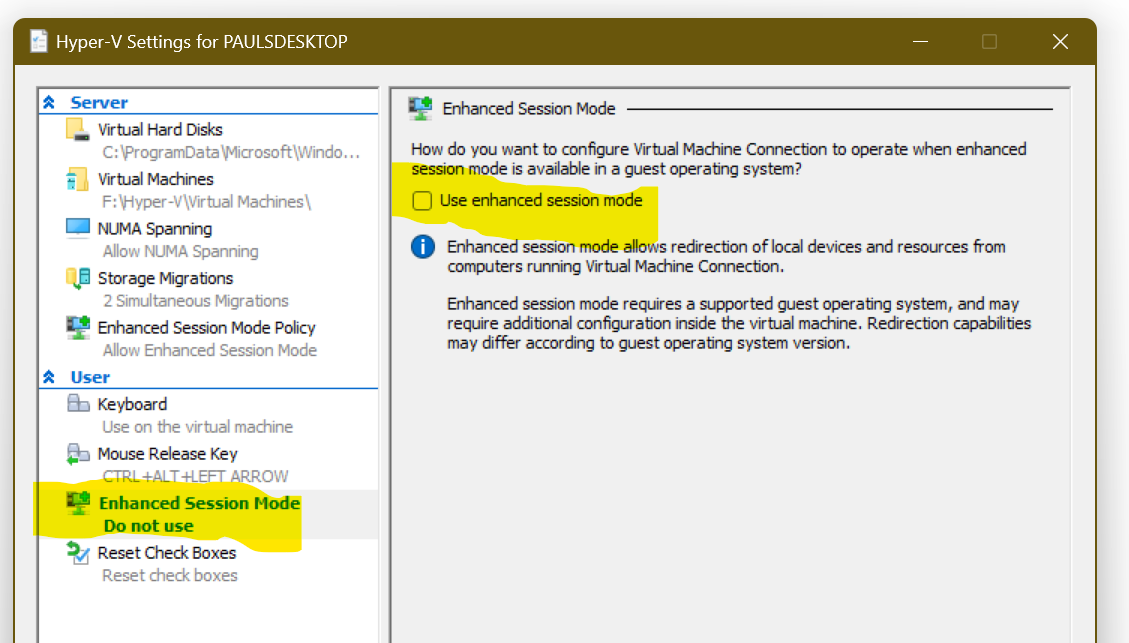 Hyper-V Settings for PAULSDESKTOP
Server
Virtual Hard Disks
C:\ProgramData\Microsoft\Windo...
Virtual Machines
F:\Hyper-V\Virtual Machines\
NUMA Spanning
Allow NUMA Spanning
Storage Migrations
2 Simultaneous Migrations
Enhanced Session Mode Policy
Allow Enhanced Session Mode
User
Keyboard
Use on the virtual machine
Mouse Release Key
CTRL+ALT+LEFT ARROW
Enhanced Session Mode
Do not use
Reset Check Boxes
Reset check boxes
Enhanced Session Mode
How do you want to configure Virtual Machine Connection to operate when enhanced
session mode is available in a guest operating system?
Use enhanced session mode
Enhanced session mode allows redirection of local devices and resources from
computers running Virtual Machine Connection.
Enhanced session mode requires a supported guest operating system, and may
require additional configuration inside the virtual machine. Redirection capabilities
may differ according to guest operating system version.